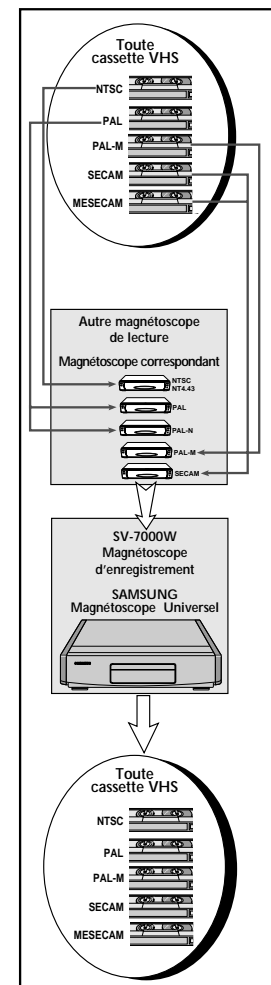 Toute
cassette VHS
NTSC
PAL
PAL-M
SECAM
MESECAM
Autre magnétoscope
de lecture
Magnétoscope correspondant
NTSC
NT4.43
PAL
PAL-N
PAL-M
SECAM
SV-7000W
Magnétoscope
d'enregistrement
SAMSUNG
Magnétoscope Universel
Toute
cassette VHS
NTSC
PAL
PAL-M
SECAM
MESECAM